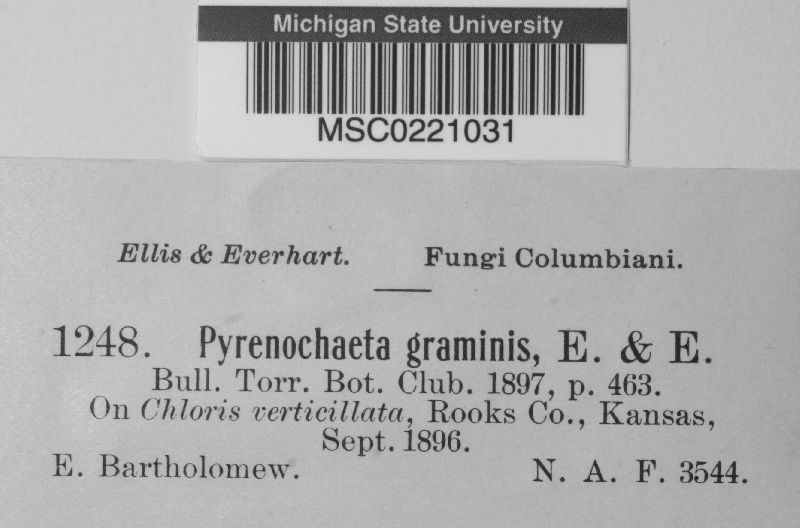 Michigan State University
MSC0221031
Ellis & Everhart. Fungi Columbiani.
1248. Pyrenochaeta graminis, E. & E.
Bull. Torr. Bot. Club. 1897, p. 463.
On Chloris verticillata, Rooks Co., Kansas,
Sept. 1896.
E. Bartholomew. N. A. F. 3544.